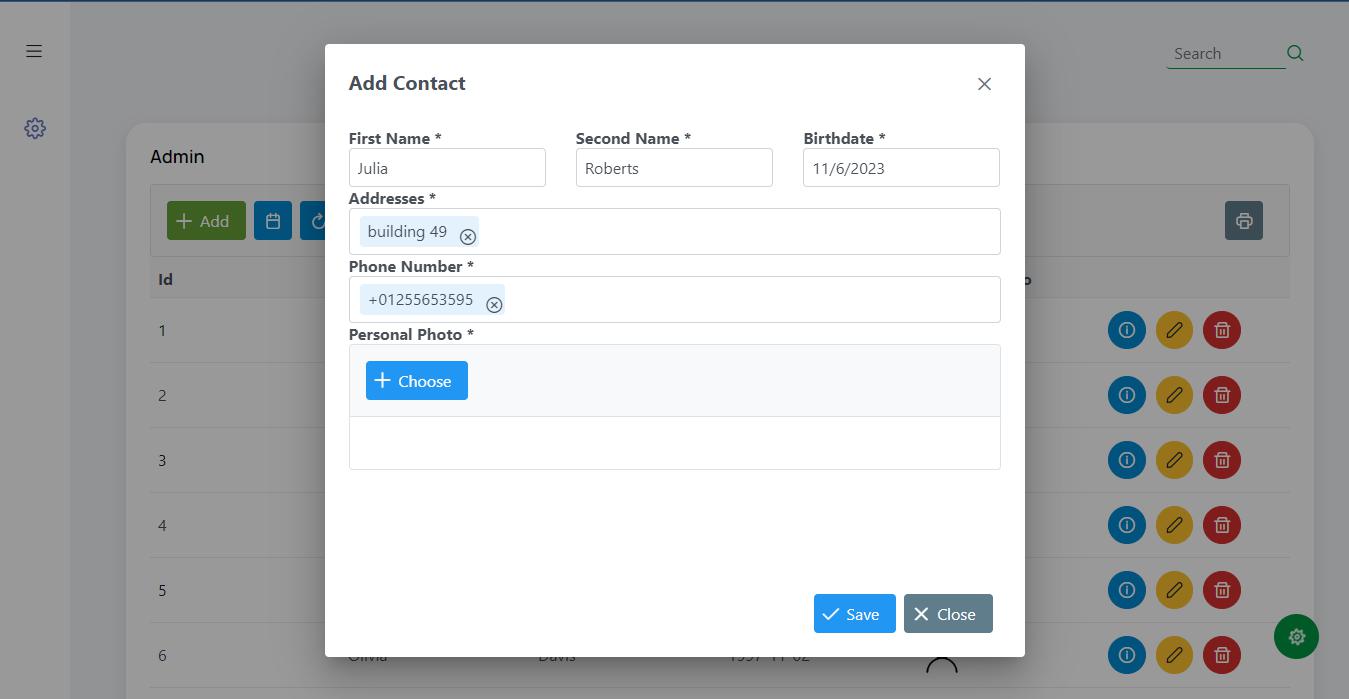 Search
Add Contact
First Name *
Second Name *
Birthdate *
Julia
Roberts
11/6/2023
Addresses *
building 49
Phone Number *
+01255653595
Personal Photo *
Choose
Save
Close
Admin
Add
Id
1
2
3
4
5
6 Olivia Davis 1997-11-02